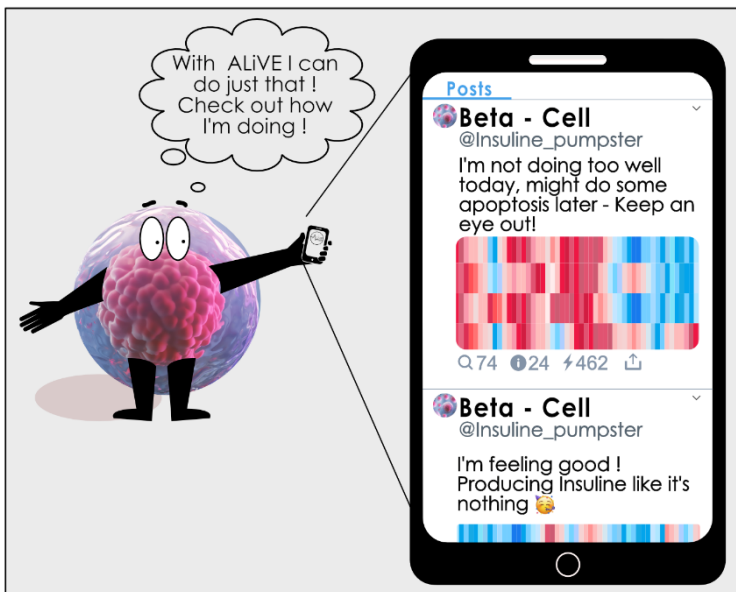 With ALiVE I can
do just that !
Check out how
I'm doing !
Posts
Beta - Cell
@Insuline_pumpster
I'm not doing too well
today, might do some
apoptosis later - Keep an
eye out!
74 24 462
Beta - Cell
@Insuline_pumpster
I'm feeling good !
Producing Insuline like it's
nothing 🥳